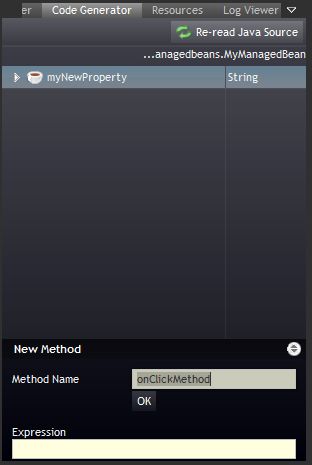 er Code Generator Resources Log Viewer
Re-read Java Source
...anagedbeans.MyManagedBean
myNewProperty String
New Method
Method Name onClickMethod
OK
Expression